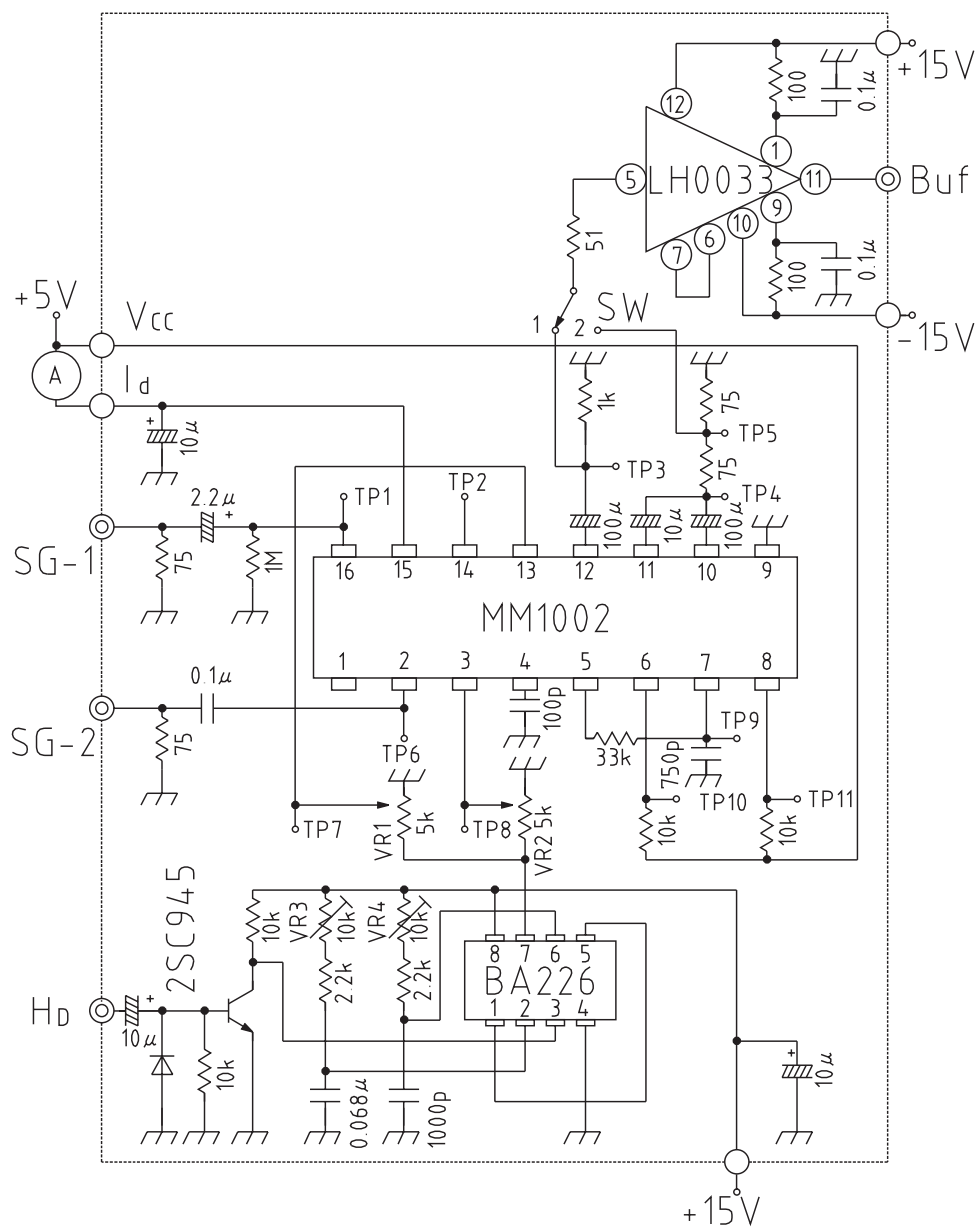 +15V
100
0.1μ
12
1
5
LH0033
11
Buf
9
10
6
7
51
100
0.1μ
-15V
+5V
Vcc
SW
1
2
A
Id
+
10μ
1k
75
TP5
75
TP3
TP4
TP1
TP2
2.2μ
+
100μ
10μ
100μ
SG-1
75
1M
16
15
14
13
12
11
10
9
MM1002
1
2
3
4
5
6
7
8
0.1μ
SG-2
75
TP6
100p
33k
TP9
750p
TP10
TP11
TP7
VR1
5k
TP8
VR2
5k
10k
10k
2SC945
10k
VR3
10k
VR4
10k
2.2k
2.2k
8
7
6
5
BA226
1
2
3
4
HD
+
10μ
10k
0.068μ
1000p
+
10μ
+15V